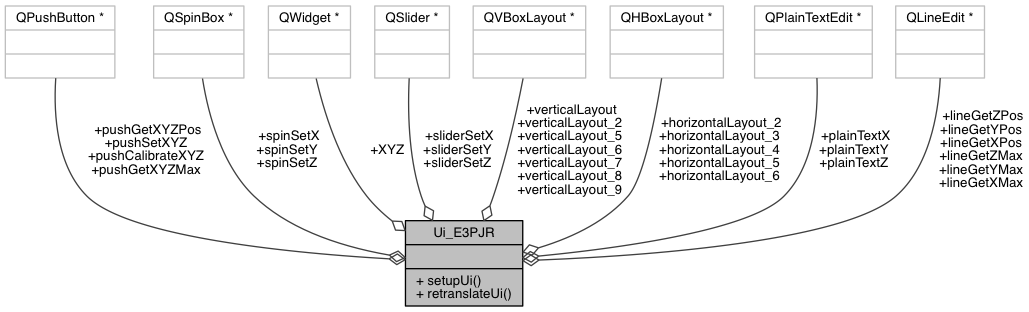 QPushButton *
QSpinBox *
QWidget *
QSlider *
QVBoxLayout *
QHBoxLayout *
QPlainTextEdit *
QLineEdit *
+pushGetXYZPos
+pushSetXYZ
+pushCalibrateXYZ
+pushGetXYZMax
+spinSetX
+spinSetY
+spinSetZ
+XYZ
+sliderSetX
+sliderSetY
+sliderSetZ
+verticalLayout
+verticalLayout_2
+verticalLayout_5
+verticalLayout_6
+verticalLayout_7
+verticalLayout_8
+verticalLayout_9
+horizontalLayout_2
+horizontalLayout_3
+horizontalLayout_4
+horizontalLayout_5
+horizontalLayout_6
+plainTextX
+plainTextY
+plainTextZ
+lineGetZPos
+lineGetYPos
+lineGetXPos
+lineGetZMax
+lineGetYMax
+lineGetXMax
Ui_E3PJR
+ setupUi()
+ retranslateUi()